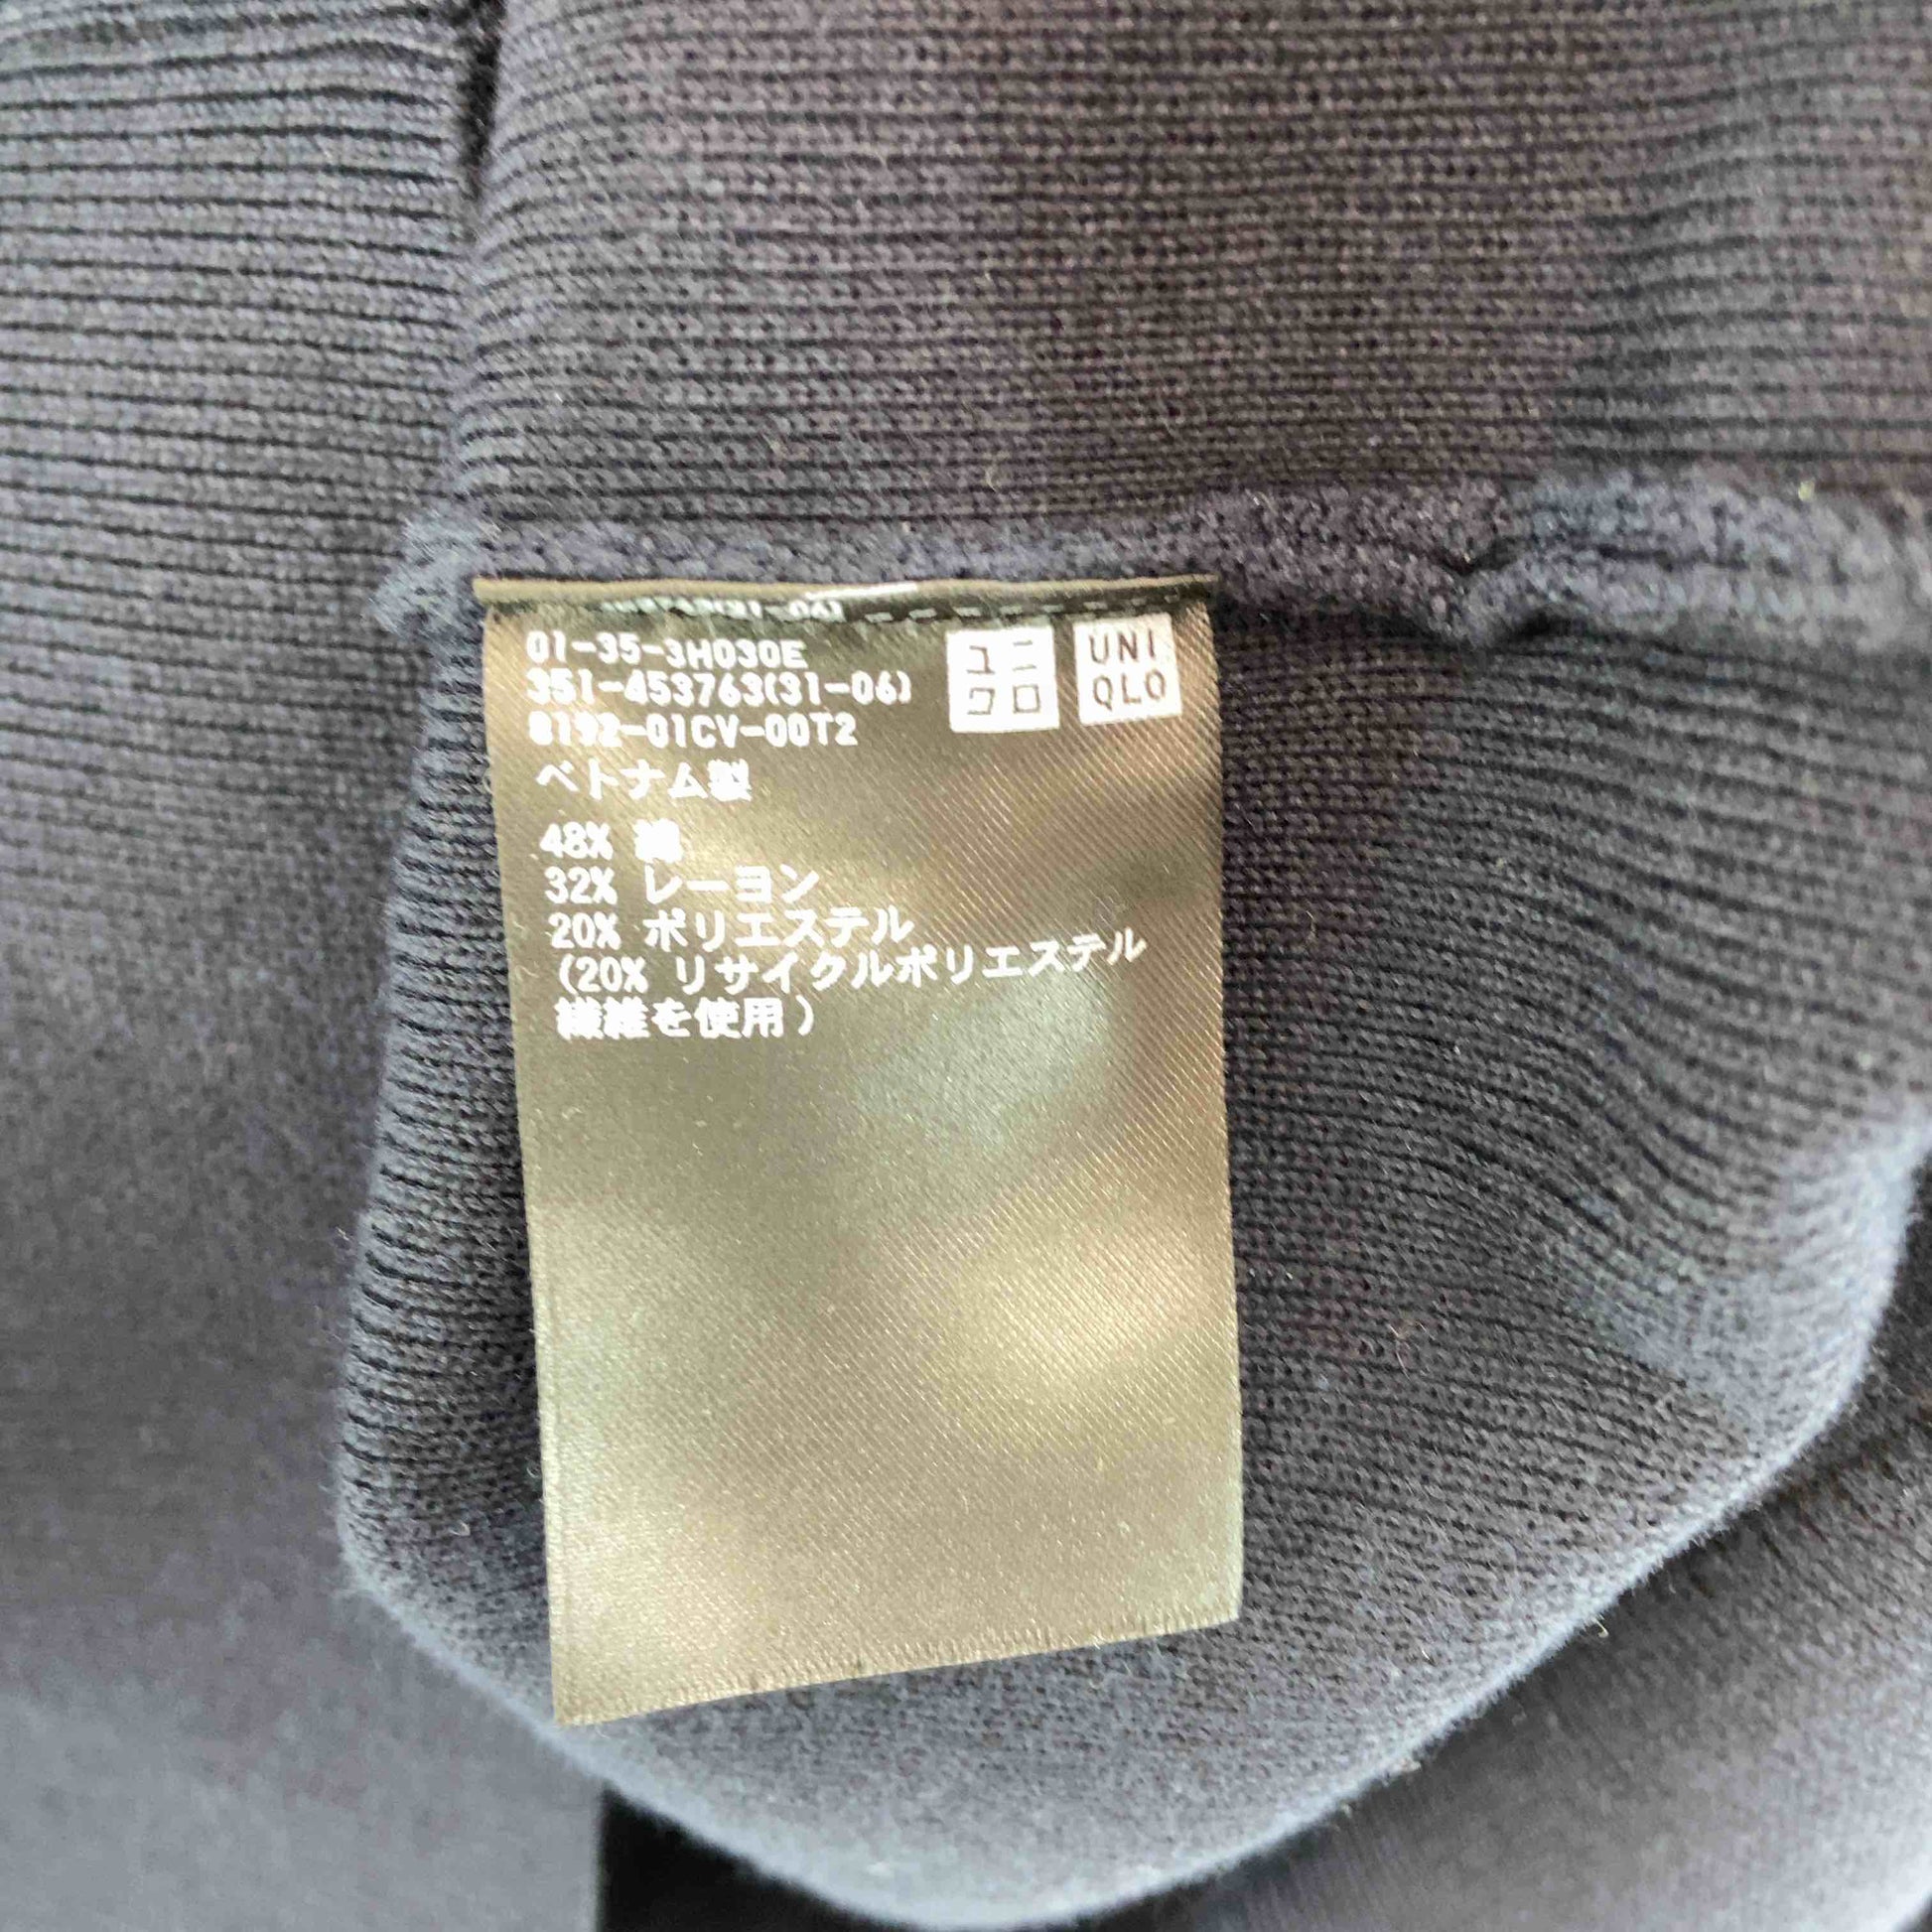 01-35-3H030E
351-453763(31-06)
8192-01CV-00T2
ユニ
クロ
UNI
QLO
ベトナム製
48% 綿
32% レーヨン
20% ポリエステル
(20% リサイクルポリエステル
繊維を使用)